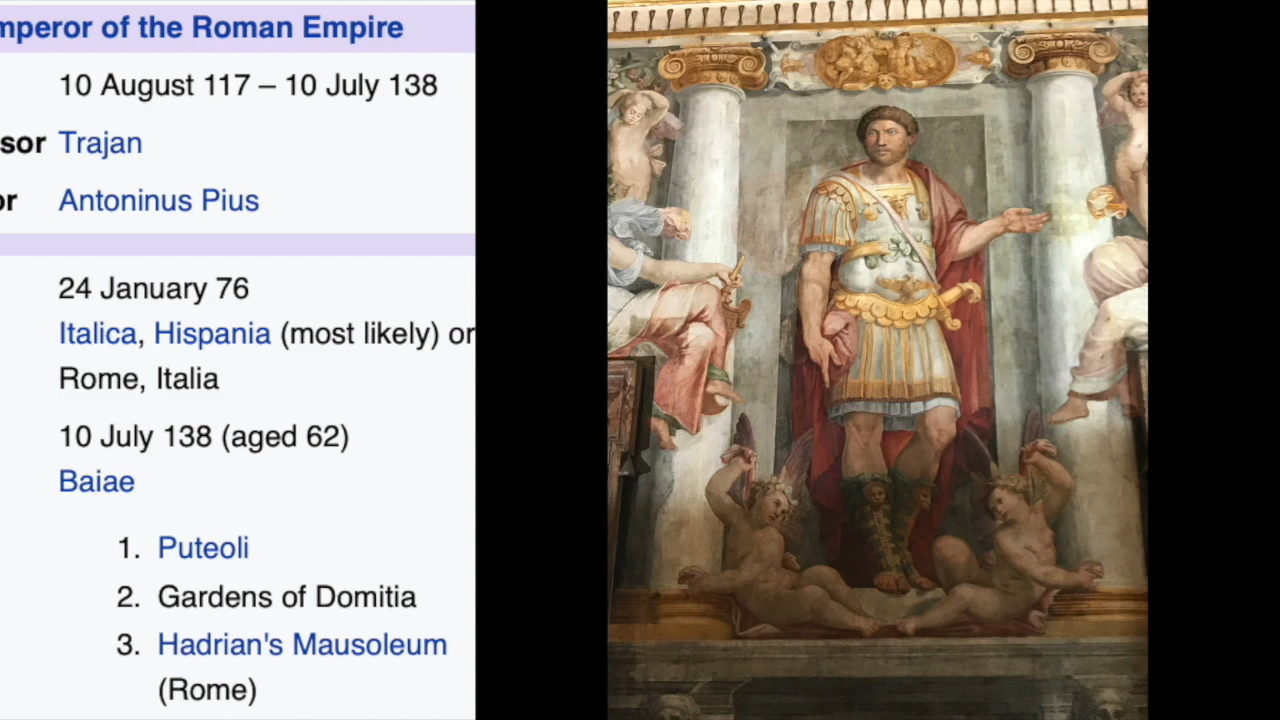 mperor of the Roman Empire
10 August 117 – 10 July 138
sor Trajan
or Antoninus Pius
24 January 76
Italica, Hispania (most likely) or
Rome, Italia
10 July 138 (aged 62)
Baiae
1. Puteoli
2. Gardens of Domitia
3. Hadrian's Mausoleum
(Rome)